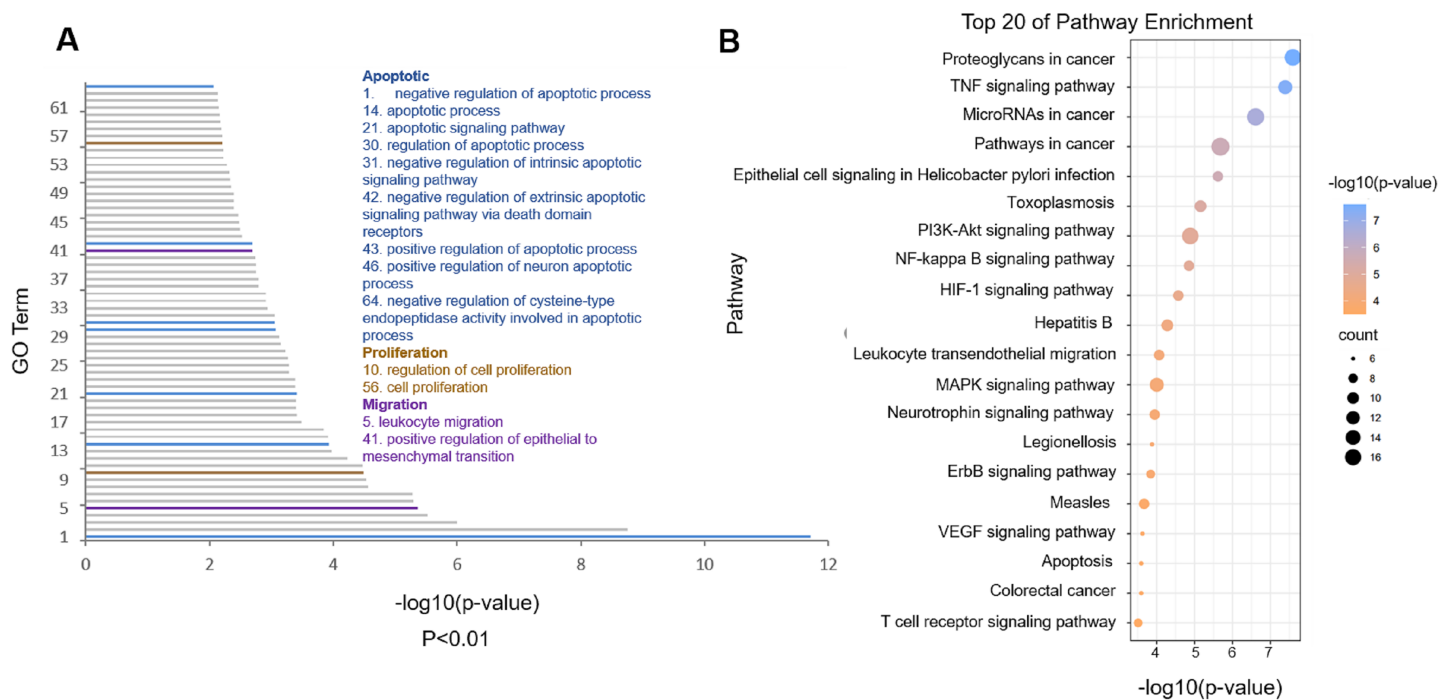 A
Apoptotic
1. negative regulation of apoptotic process
14. apoptotic process
21. apoptotic signaling pathway
30. regulation of apoptotic process
31. negative regulation of intrinsic apoptotic
signaling pathway
42. negative regulation of extrinsic apoptotic
signaling pathway via death domain
receptors
43. positive regulation of apoptotic process
46. positive regulation of neuron apoptotic
process
64. negative regulation of cysteine-type
endopeptidase activity involved in apoptotic
process
Proliferation
10. regulation of cell proliferation
56. cell proliferation
Migration
5. leukocyte migration
41. positive regulation of epithelial to
mesenchymal transition
GO Term
61
57
53
49
45
41
37
33
29
25
21
17
13
9
5
1
0 2 4 6 8 10 12
-log10(p-value)
P<0.01
B
Top 20 of Pathway Enrichment
Pathway
Proteoglycans in cancer
TNF signaling pathway
MicroRNAs in cancer
Pathways in cancer
Epithelial cell signaling in Helicobacter pylori infection
Toxoplasmosis
PI3K-Akt signaling pathway
NF-kappa B signaling pathway
HIF-1 signaling pathway
Hepatitis B
Leukocyte transendothelial migration
MAPK signaling pathway
Neurotrophin signaling pathway
Legionellosis
ErbB signaling pathway
Measles
VEGF signaling pathway
Apoptosis
Colorectal cancer
T cell receptor signaling pathway
4 5 6 7
-log10(p-value)
-log10(p-value)
7
6
5
4
count
6
8
10
12
14
16